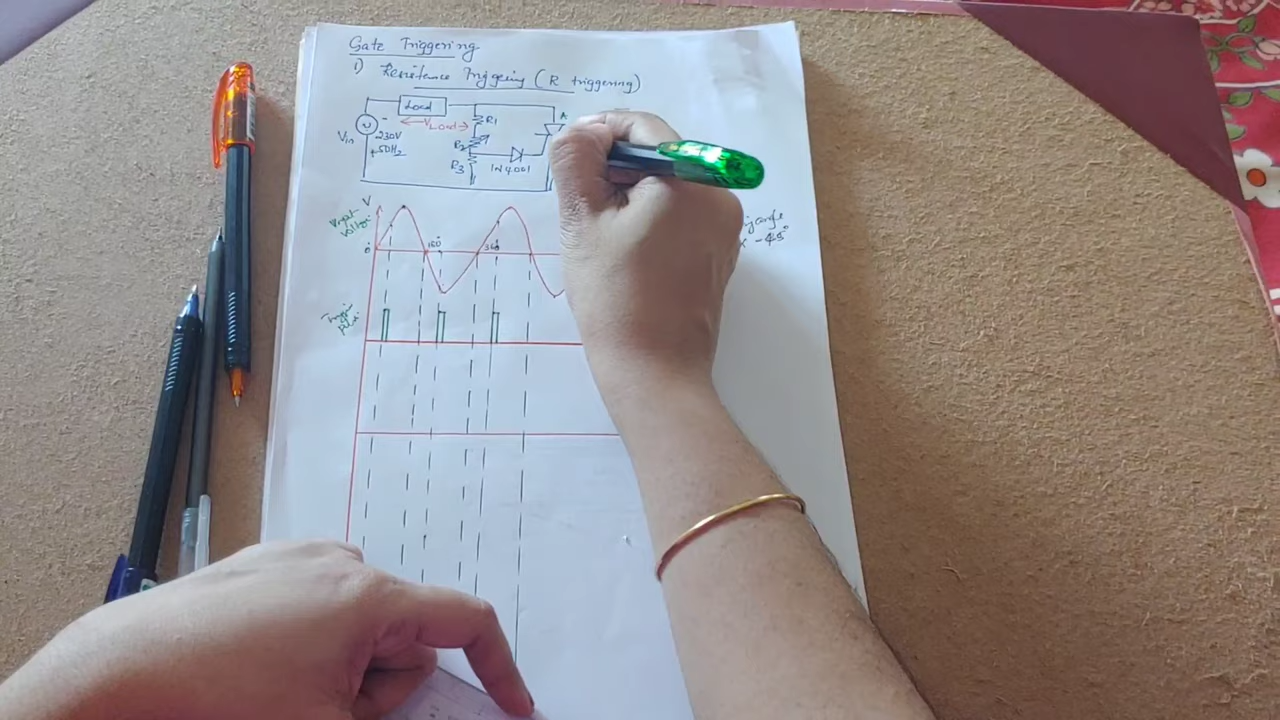 Gate Triggering
1) Resistance Triggering (R triggering)
Load
VLoad
A
R1
Vin
230V
50Hz
R2
R3
1N4001
V
Input
Voltage
0
180°
360°
angle
- 45°
Trigger